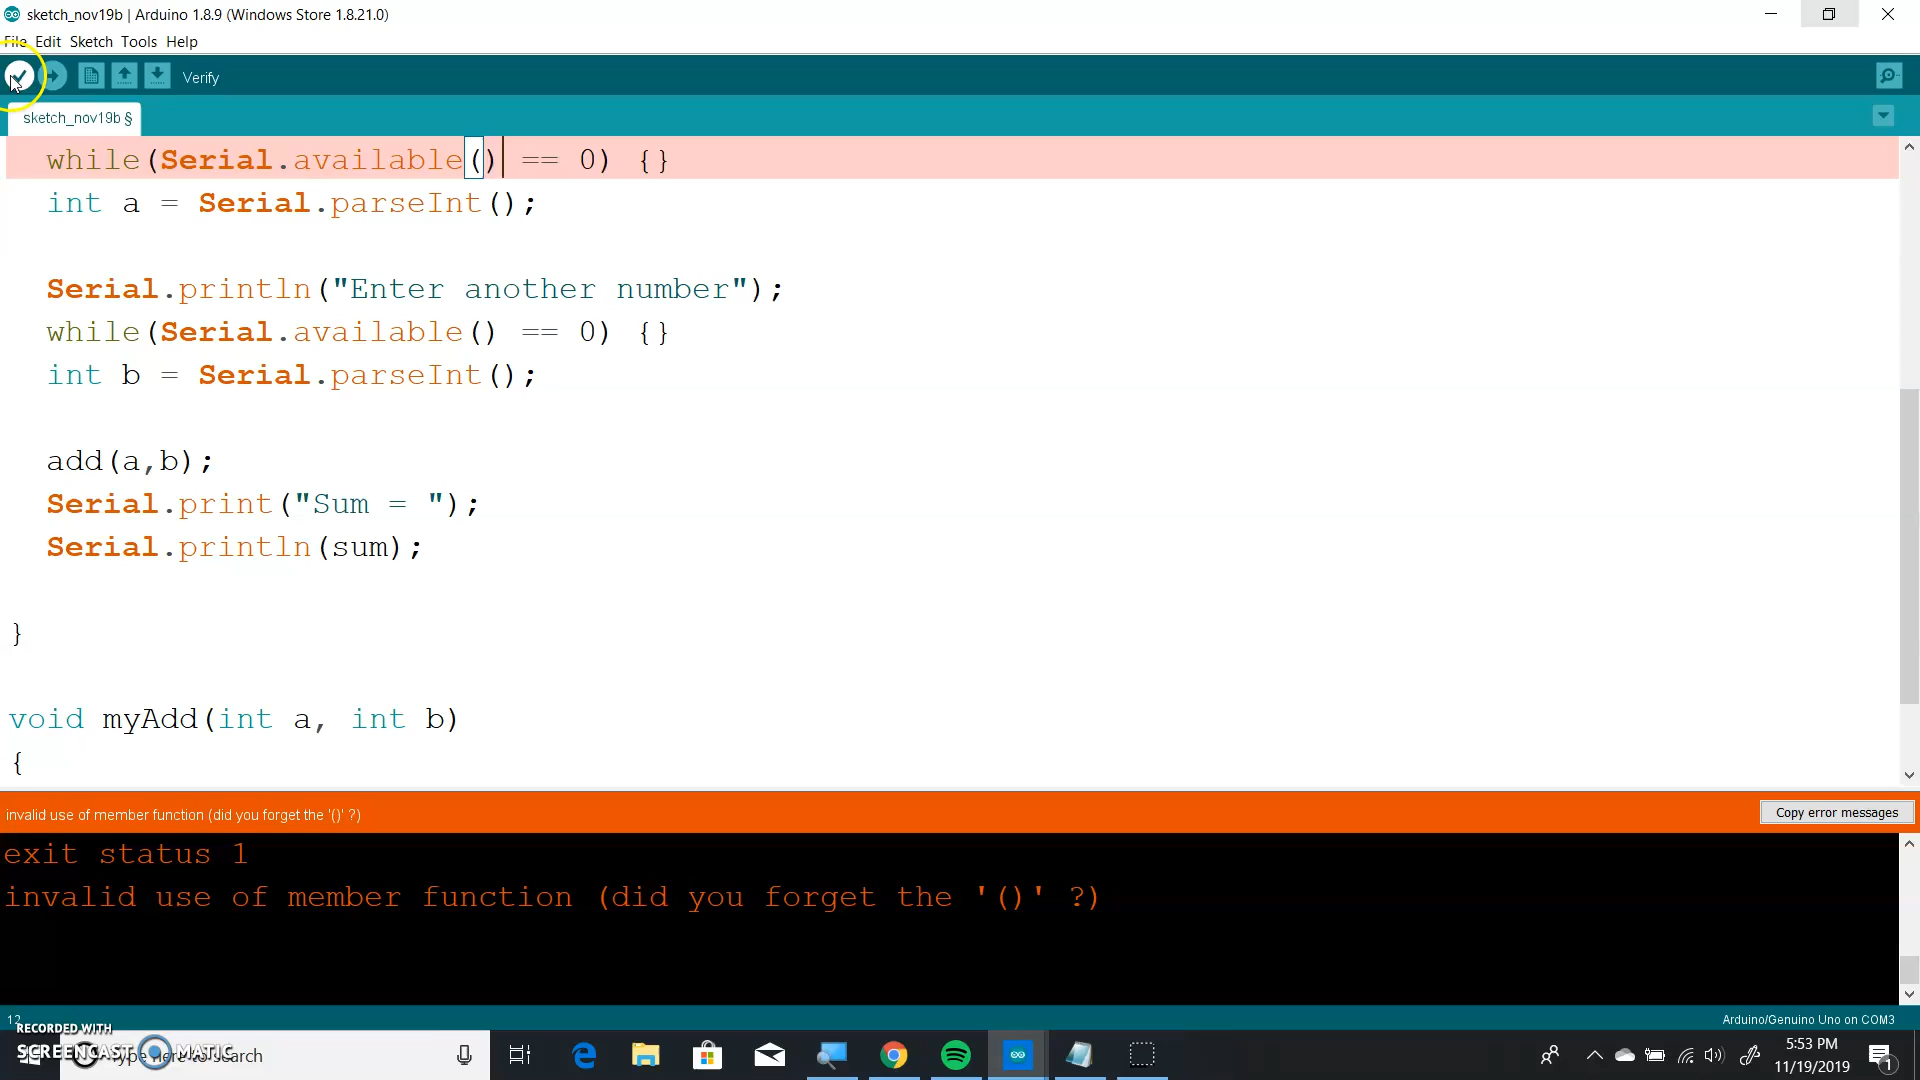 sketch_nov19b | Arduino 1.8.9 (Windows Store 1.8.21.0)
File Edit Sketch Tools Help
Verify
sketch_nov19b §
while(Serial.available() == 0) {}
int a = Serial.parseInt();
Serial.println("Enter another number");
while(Serial.available() == 0) {}
int b = Serial.parseInt();
add(a,b);
Serial.print("Sum = ");
Serial.println(sum);
}
void myAdd(int a, int b)
{
invalid use of member function (did you forget the '()' ?)
Copy error messages
exit status 1
invalid use of member function (did you forget the '()' ?)
12
Arduino/Genuino Uno on COM3
RECORDED WITH
SCREENCAST MATIC
Type here to search
5:53 PM
11/19/2019
1